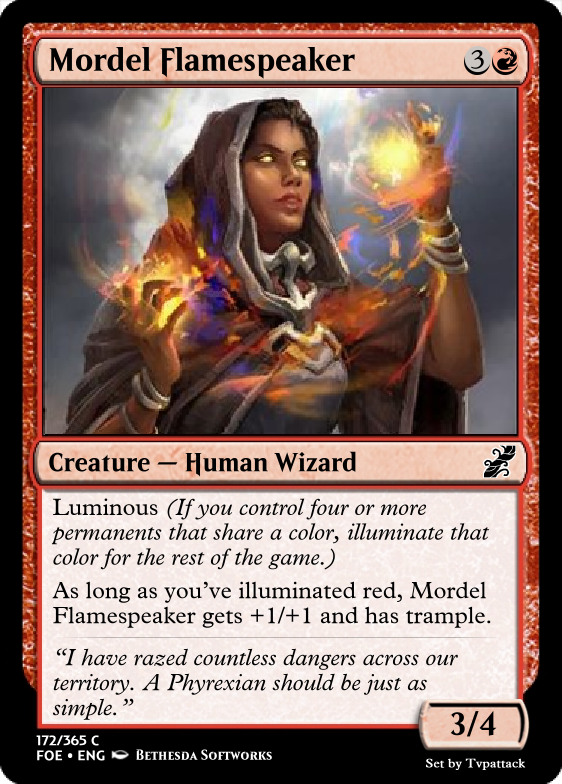 Mordel Flamespeaker 3
Creature — Human Wizard
Luminous (If you control four or more
permanents that share a color, illuminate that
color for the rest of the game.)
As long as you've illuminated red, Mordel
Flamespeaker gets +1/+1 and has trample.
“I have razed countless dangers across our
territory. A Phyrexian should be just as
simple.”
3/4
172/365 C
FOE • ENG Bethesda Softworks
Set by Tvpattack